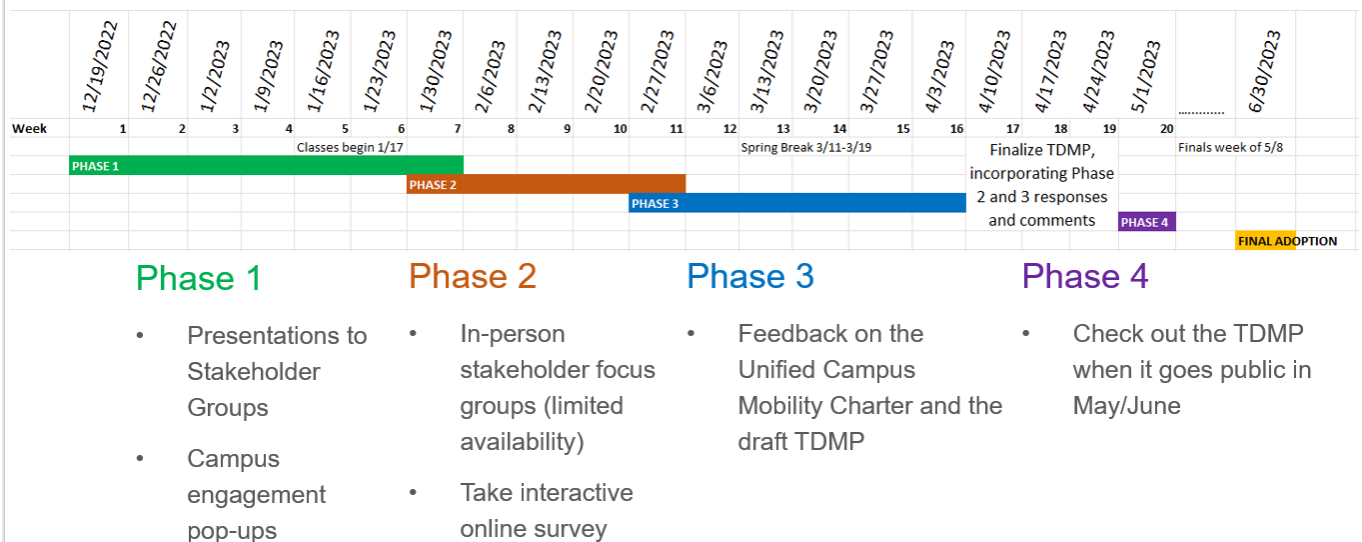 12/19/2022 12/26/2022 1/2/2023 1/9/2023 1/16/2023 1/23/2023 1/30/2023 2/6/2023 2/13/2023 2/20/2023 2/27/2023 3/6/2023 3/13/2023 3/20/2023 3/27/2023 4/3/2023 4/10/2023 4/17/2023 4/24/2023 5/1/2023 ............ 6/30/2023
Week 1 2 3 4 5 6 7 8 9 10 11 12 13 14 15 16 17 18 19 20
Classes begin 1/17
Spring Break 3/11-3/19
Finalize TDMP,
incorporating Phase
2 and 3 responses
and comments
Finals week of 5/8
PHASE 1
PHASE 2
PHASE 3
PHASE 4
FINAL ADOPTION
Phase 1
• Presentations to
Stakeholder
Groups
• Campus
engagement
pop-ups
Phase 2
• In-person
stakeholder focus
groups (limited
availability)
• Take interactive
online survey
Phase 3
• Feedback on the
Unified Campus
Mobility Charter and the
draft TDMP
Phase 4
• Check out the TDMP
when it goes public in
May/June